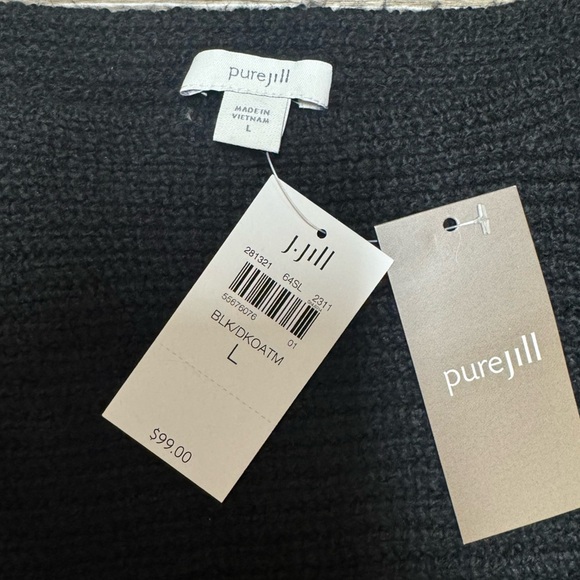 purejill
MADE IN
VIETNAM
L
J.Jill
281321 64SL 2311
55676076 01
BLK/DKOATM
L
$99.00
purejill